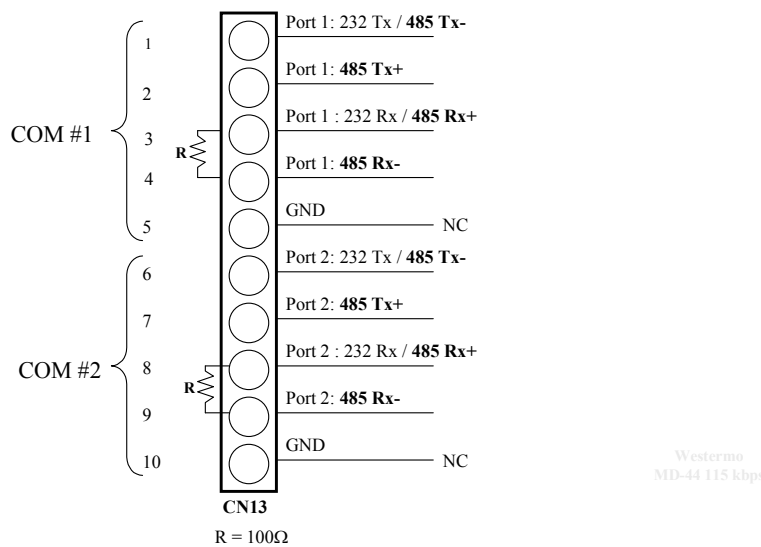 Port 1: 232 Tx / 485 Tx-
1
Port 1: 485 Tx+
2
Port 1 : 232 Rx / 485 Rx+
COM #1
3
R
Port 1: 485 Rx-
4
GND
5
NC
Port 2: 232 Tx / 485 Tx-
6
Port 2: 485 Tx+
7
Port 2 : 232 Rx / 485 Rx+
COM #2
8
R
Port 2: 485 Rx-
9
GND
10
NC
Westermo
MD-44 115 kbps
CN13
R = 100Ω